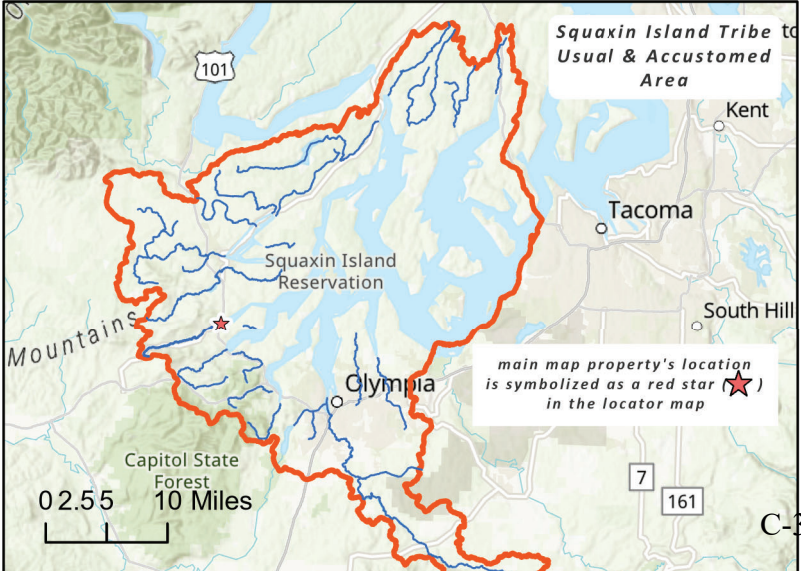 Squaxin Island Tribe
Usual & Accustomed
Area
101
Kent
Tacoma
Squaxin Island
Reservation
South Hill
Mountains
main map property's location
is symbolized as a red star ( )
in the locator map
Olympia
Capitol State
Forest
7
161
0 2.5 5 10 Miles